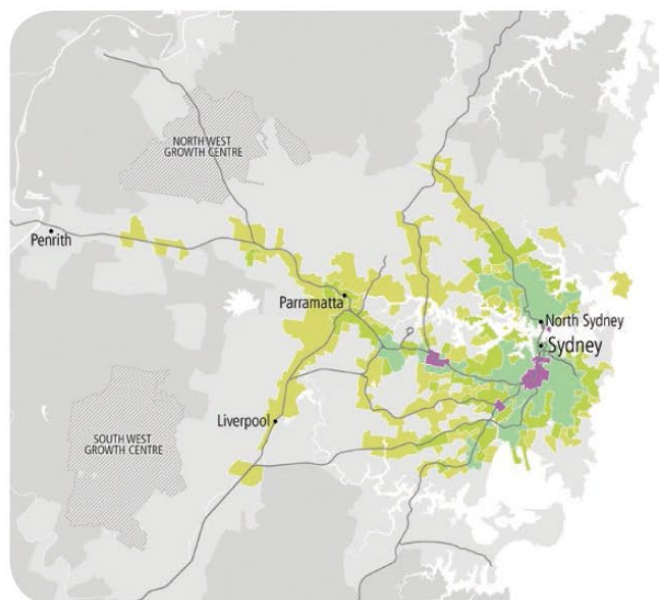 NORTH WEST
GROWTH CENTRE
Penrith
Parramatta
North Sydney
Sydney
Liverpool
SOUTH WEST
GROWTH CENTRE